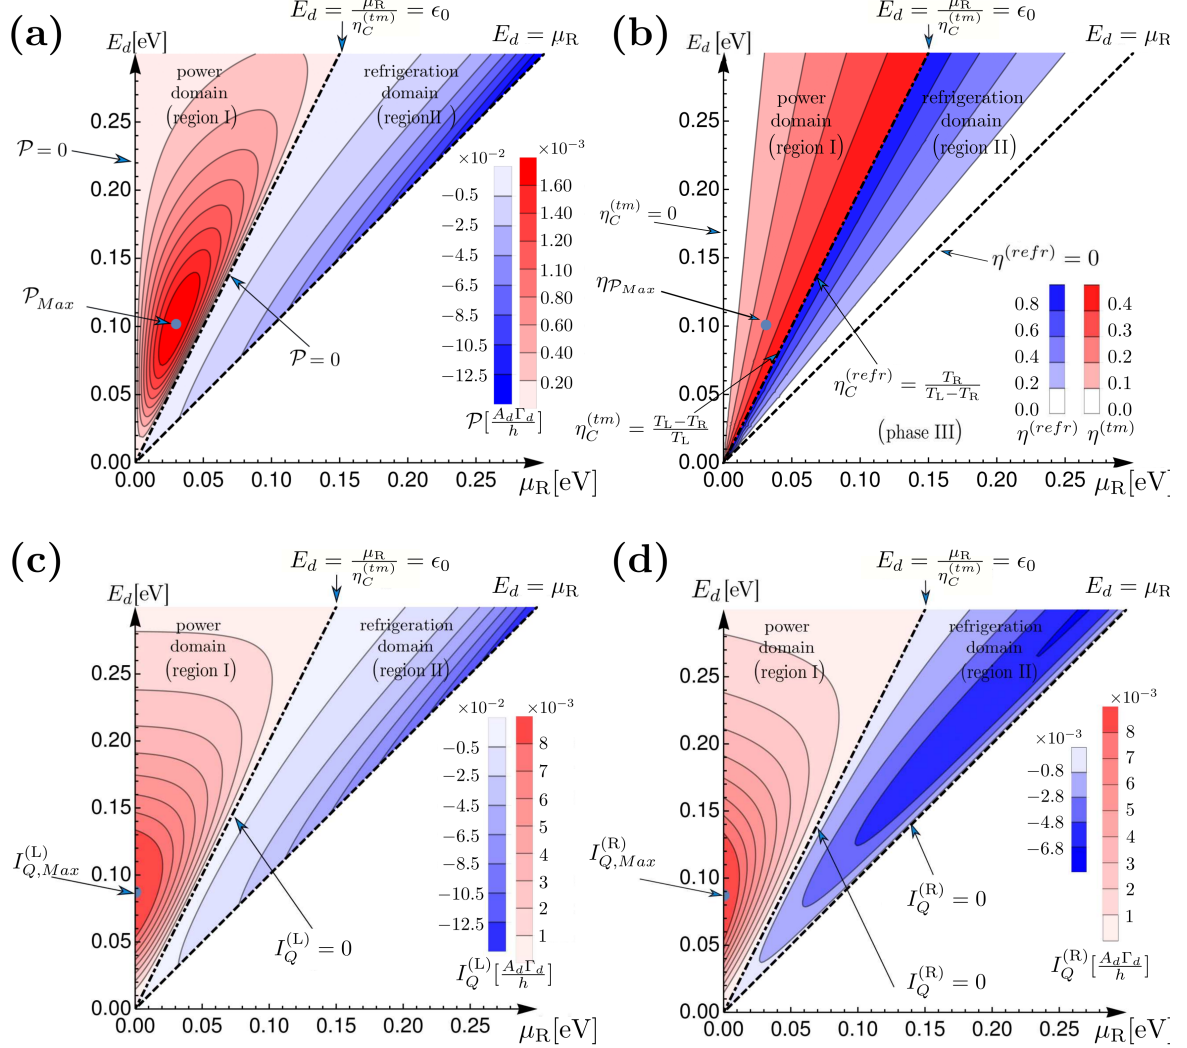 (a)
E_d = μ_R / η_C^(tm) = ϵ_0
E_d[eV]
E_d = μ_R
power
domain
(region I)
refrigeration
domain
(regionII)
𝒫 = 0
𝒫_Max
𝒫 = 0
×10⁻²
−0.5
−2.5
−4.5
−6.5
−8.5
−10.5
−12.5
×10⁻³
1.60
1.40
1.20
1.00
0.80
0.60
0.40
0.20
𝒫[A_dΓ_d / h]
0.25
0.20
0.15
0.10
0.05
0.00
0.00 0.05 0.10 0.15 0.20 0.25
μ_R[eV]
(b)
E_d = μ_R / η_C^(tm) = ϵ_0
E_d[eV]
E_d = μ_R
power
domain
(region I)
refrigeration
domain
(region II)
η_C^(tm) = 0
η_𝒫_Max
η^(refr) = 0
η_C^(refr) = T_R / T_L−T_R
η_C^(tm) = T_L−T_R / T_L
(phase III)
0.8
0.6
0.4
0.2
0.0
η^(refr)
0.4
0.3
0.2
0.1
0.0
η^(tm)
0.25
0.20
0.15
0.10
0.05
0.00
0.00 0.05 0.10 0.15 0.20 0.25
μ_R[eV]
(c)
E_d = μ_R / η_C^(tm) = ϵ_0
E_d[eV]
E_d = μ_R
power
domain
(region I)
refrigeration
domain
(region II)
I_Q,Max^(L)
I_Q^(L) = 0
×10⁻²
−0.5
−2.5
−4.5
−6.5
−8.5
−10.5
−12.5
×10⁻³
8
7
6
5
4
3
2
1
I_Q^(L)[A_dΓ_d / h]
0.25
0.20
0.15
0.10
0.05
0.00
0.00 0.05 0.10 0.15 0.20 0.25
μ_R[eV]
(d)
E_d = μ_R / η_C^(tm) = ϵ_0
E_d[eV]
E_d = μ_R
power
domain
(region I)
refrigeration
domain
(region II)
I_Q,Max^(R)
I_Q^(R) = 0
I_Q^(R) = 0
×10⁻³
−0.8
−2.8
−4.8
−6.8
×10⁻³
8
7
6
5
4
3
2
1
I_Q^(R)[A_dΓ_d / h]
0.25
0.20
0.15
0.10
0.05
0.00
0.00 0.05 0.10 0.15 0.20 0.25
μ_R[eV]